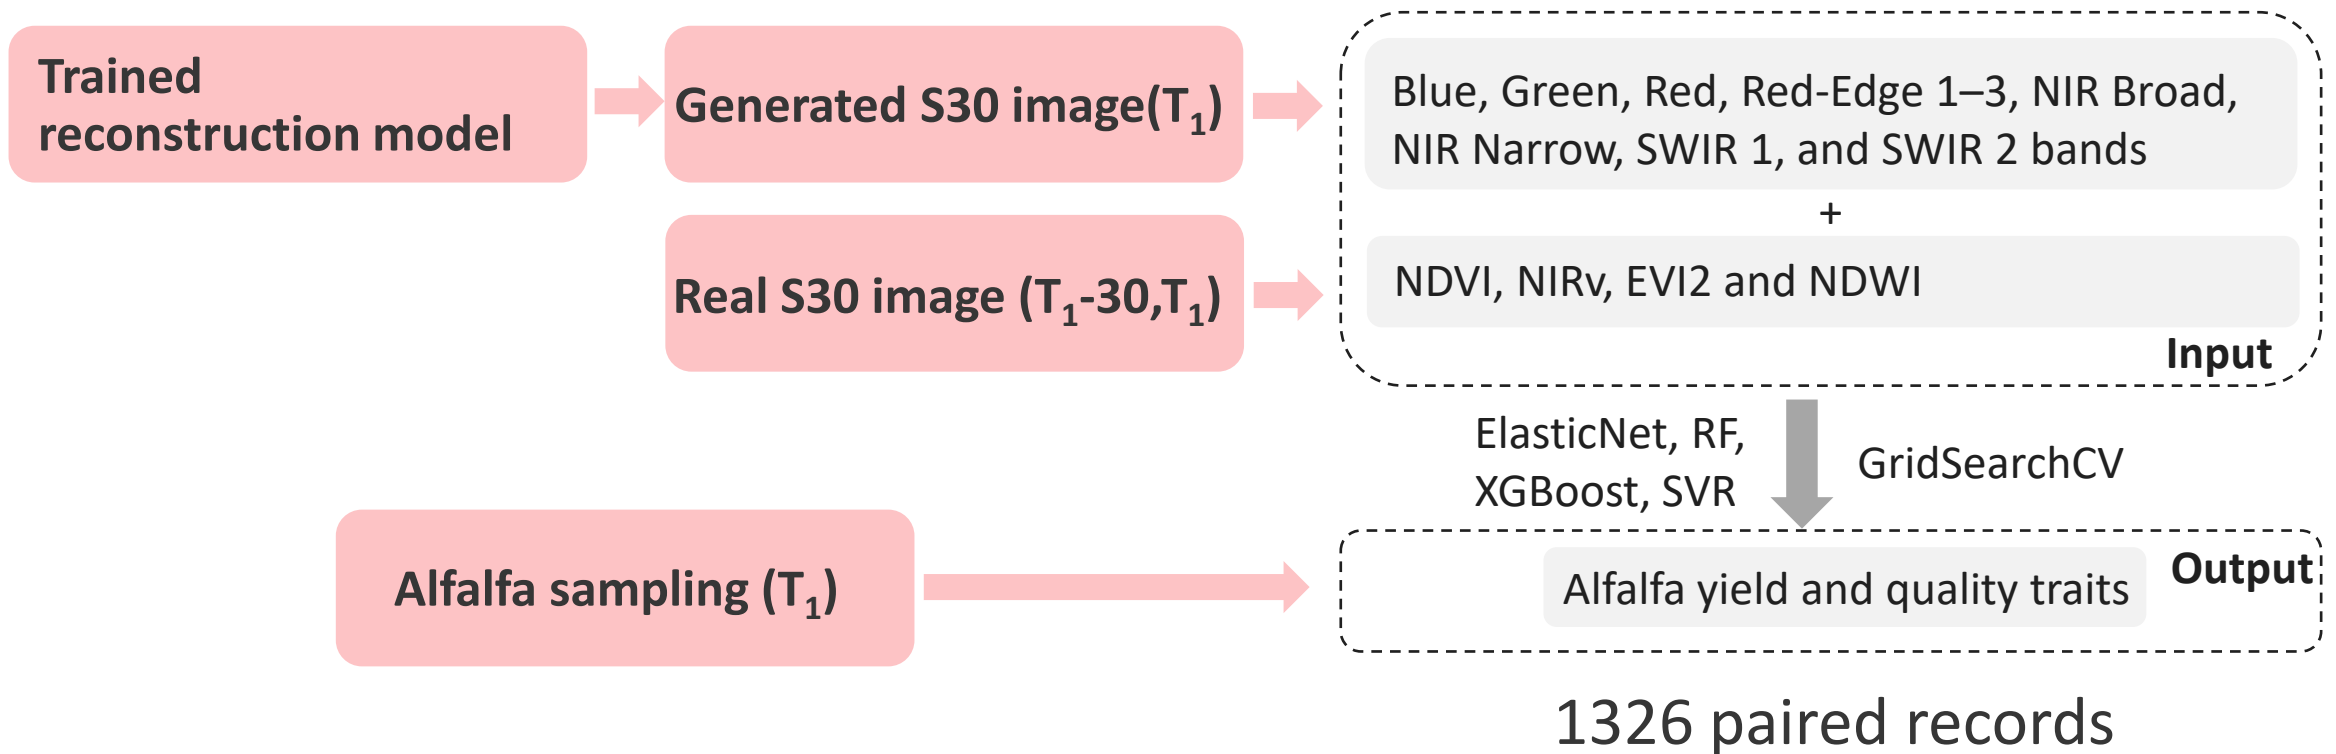 Trained
reconstruction model
Generated S30 image(T₁)
Blue, Green, Red, Red-Edge 1–3, NIR Broad,
NIR Narrow, SWIR 1, and SWIR 2 bands
+
Real S30 image (T₁-30,T₁)
NDVI, NIRv, EVI2 and NDWI
Input
ElasticNet, RF,
XGBoost, SVR
GridSearchCV
Alfalfa sampling (T₁)
Alfalfa yield and quality traits
Output
1326 paired records